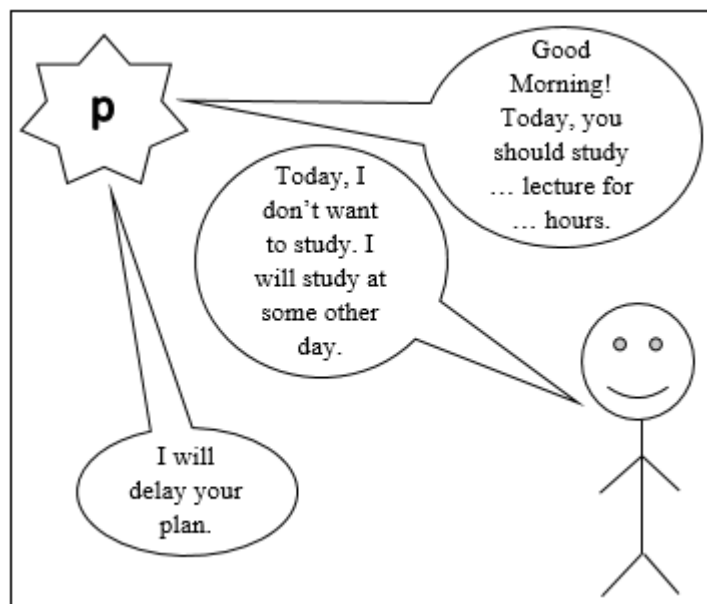 p
Good
Morning!
Today, you
should study
… lecture for
… hours.
Today, I
don’t want
to study. I
will study at
some other
day.
I will
delay your
plan.